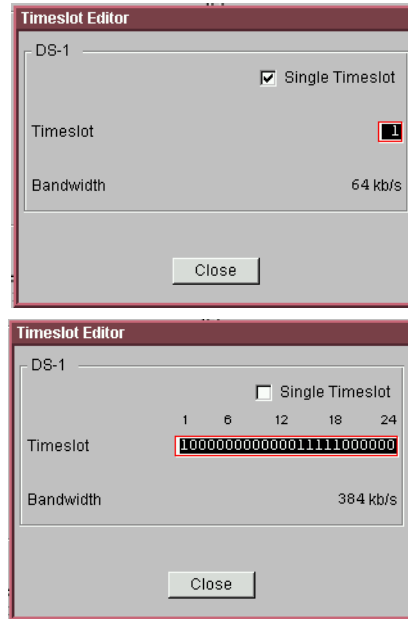 Timeslot Editor
DS-1
Single Timeslot
Timeslot 1
Bandwidth 64 kb/s
Close
Timeslot Editor
DS-1
Single Timeslot
1 6 12 18 24
Timeslot 100000000000011111000000
Bandwidth 384 kb/s
Close